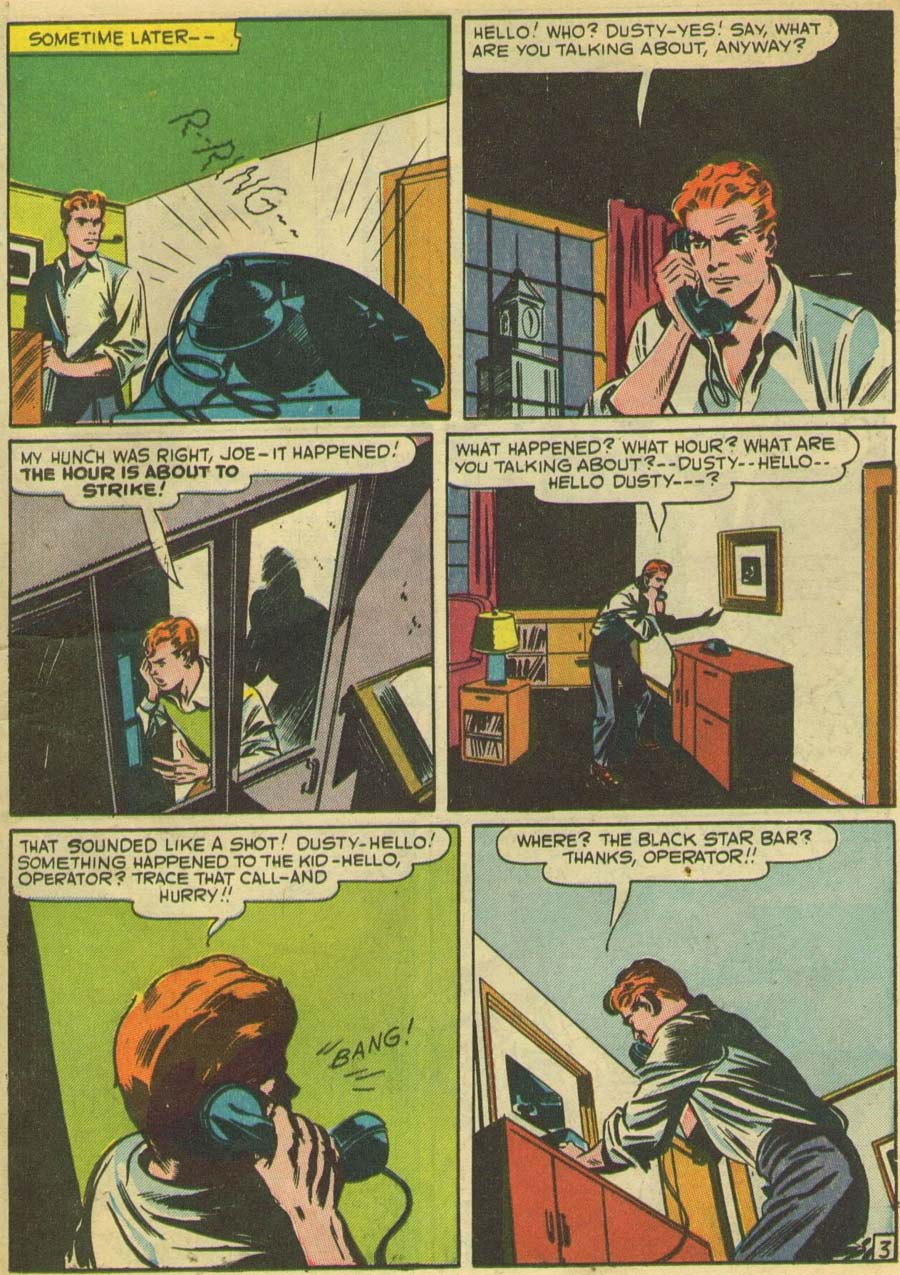 SOMETIME LATER--
R-RING--
HELLO! WHO? DUSTY-YES! SAY, WHAT
ARE YOU TALKING ABOUT, ANYWAY?
MY HUNCH WAS RIGHT, JOE-IT HAPPENED!
THE HOUR IS ABOUT TO
STRIKE!
WHAT HAPPENED? WHAT HOUR? WHAT ARE
YOU TALKING ABOUT?--DUSTY--HELLO--
HELLO DUSTY---?
THAT SOUNDED LIKE A SHOT! DUSTY-HELLO!
SOMETHING HAPPENED TO THE KID-HELLO,
OPERATOR? TRACE THAT CALL-AND
HURRY!!
BANG!
WHERE? THE BLACK STAR BAR?
THANKS, OPERATOR!!
3